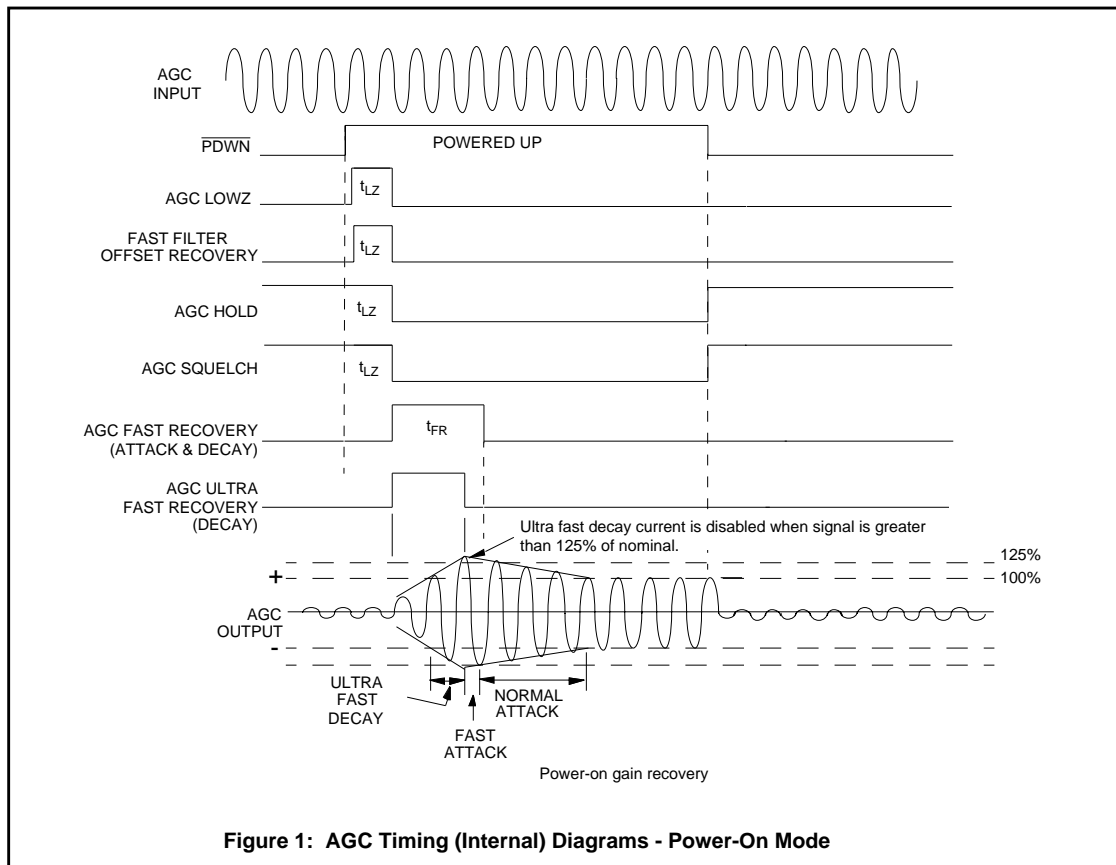 AGC
INPUT
PDWN
POWERED UP
AGC LOWZ
tLZ
FAST FILTER
OFFSET RECOVERY
tLZ
AGC HOLD
tLZ
AGC SQUELCH
tLZ
AGC FAST RECOVERY
(ATTACK & DECAY)
tFR
AGC ULTRA
FAST RECOVERY
(DECAY)
Ultra fast decay current is disabled when signal is greater
than 125% of nominal.
125%
+
100%
AGC
OUTPUT
-
ULTRA
FAST
DECAY
NORMAL
ATTACK
FAST
ATTACK
Power-on gain recovery
Figure 1: AGC Timing (Internal) Diagrams - Power-On Mode